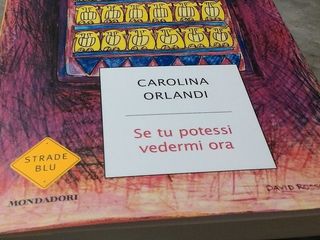 CAROLINA
ORLANDI
Se tu potessi
vedermi ora
STRADE
BLU
MONDADORI